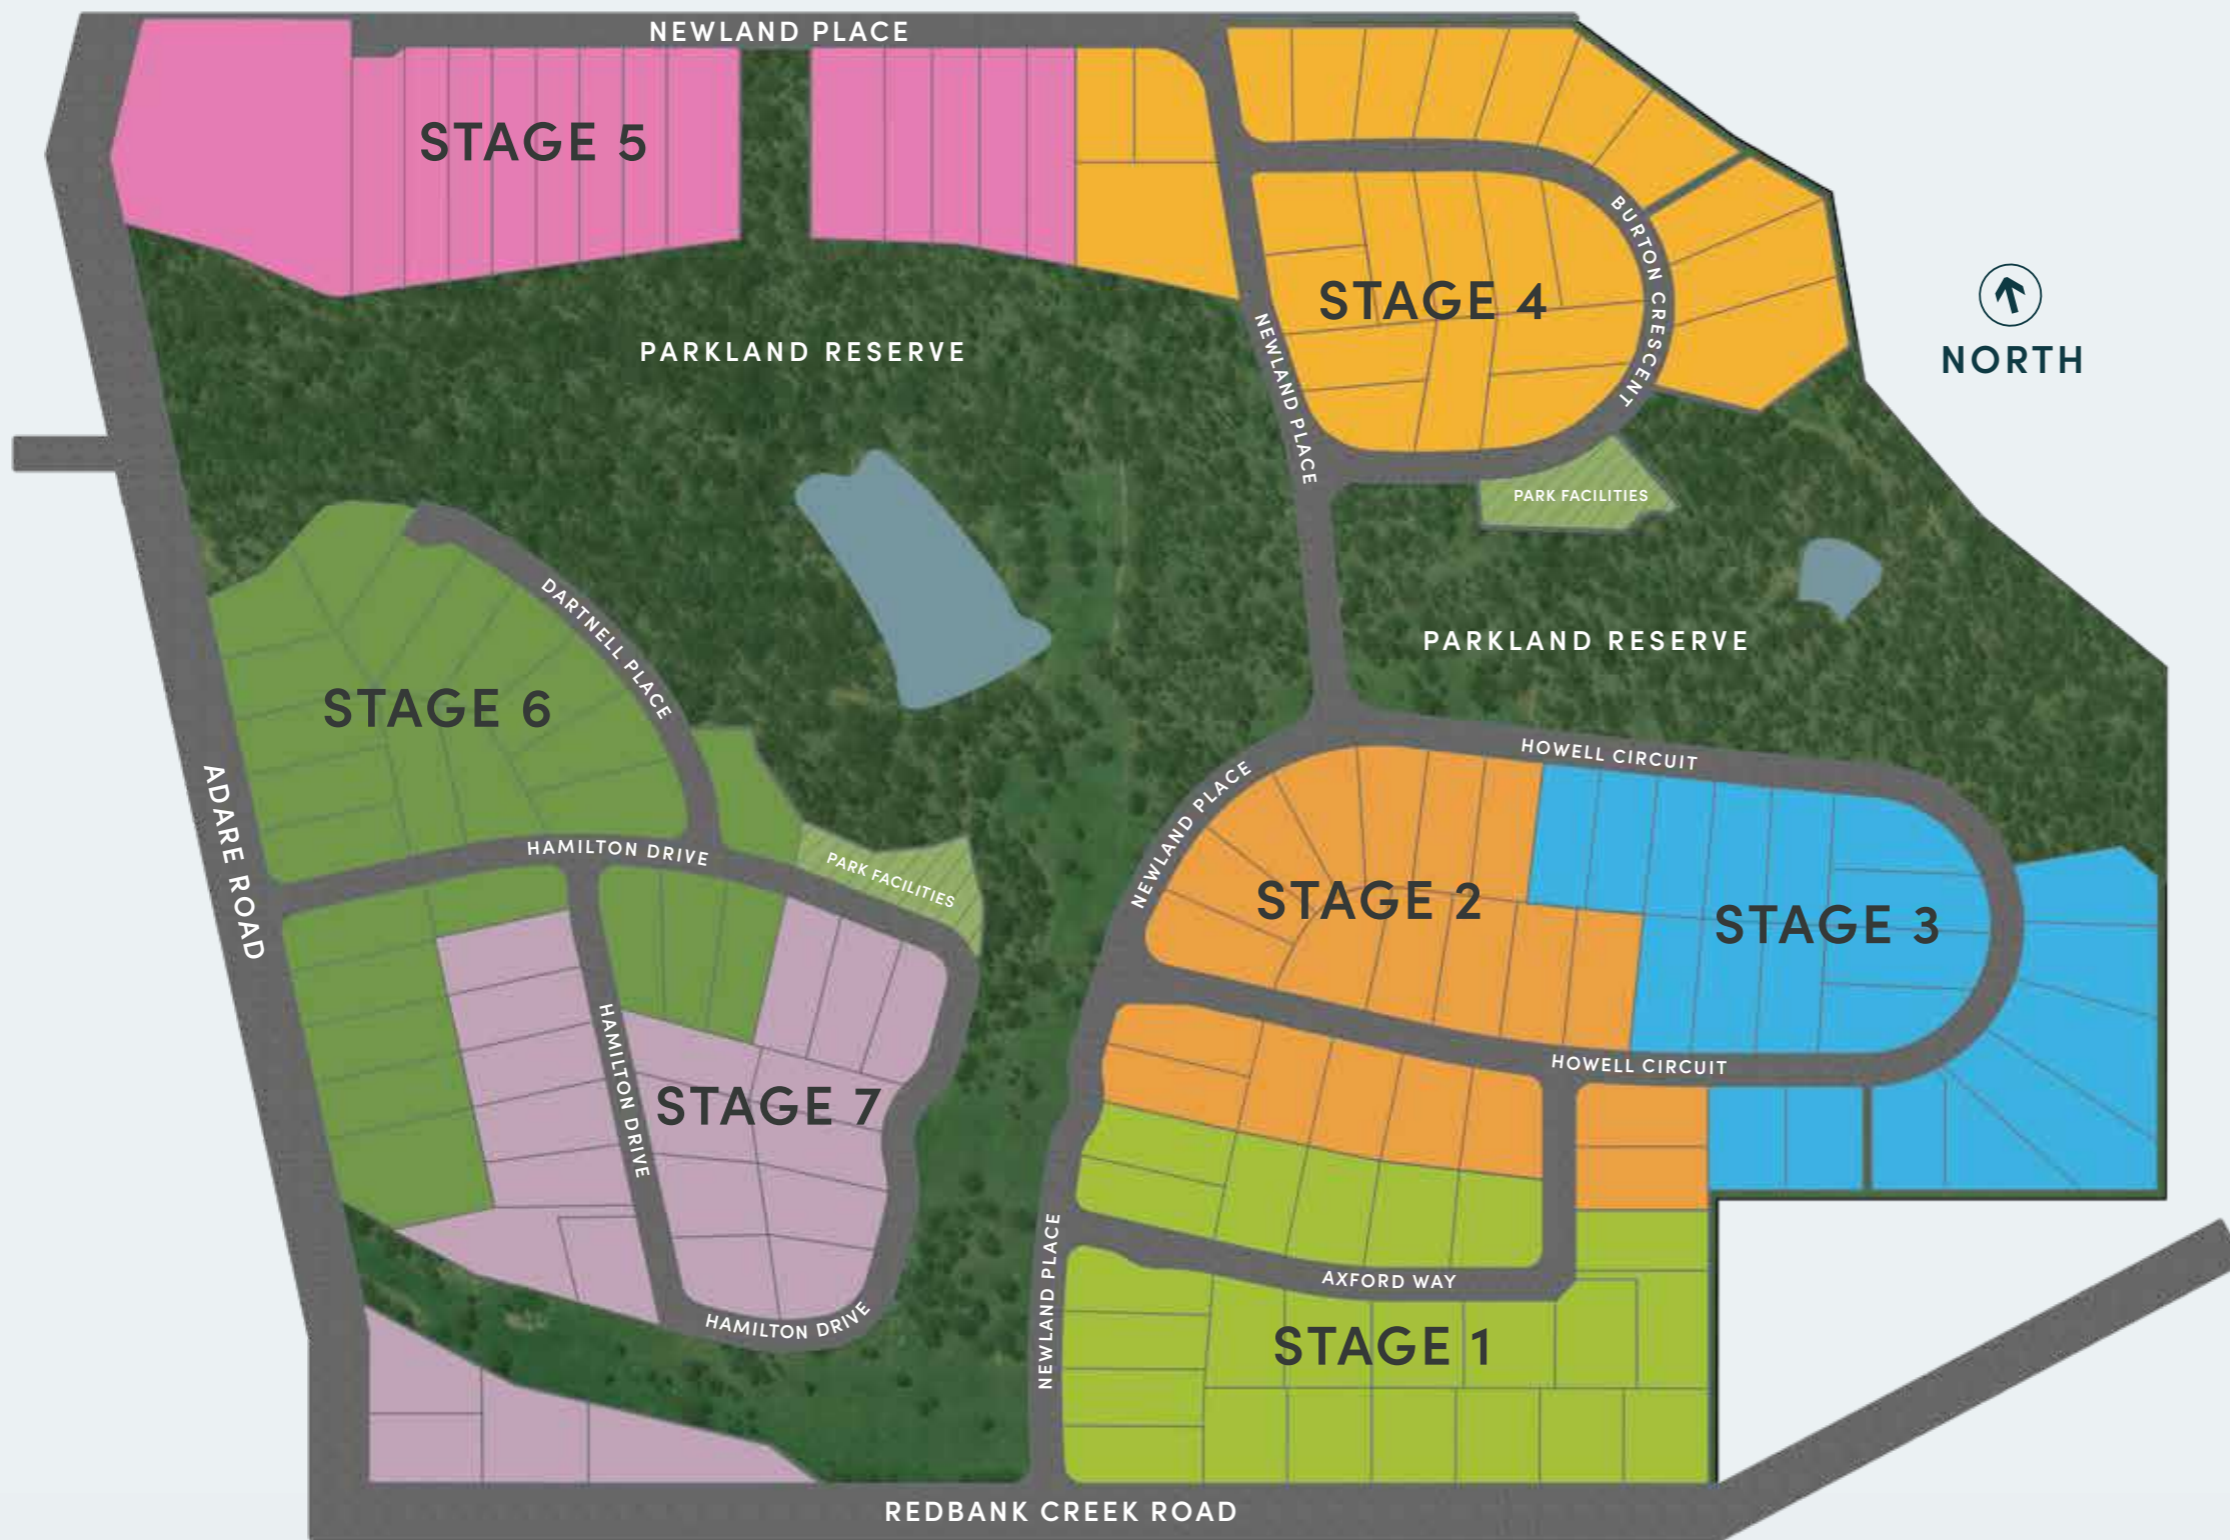 NEWLAND PLACE
STAGE 5
BURTON CRESCENT
STAGE 4
NORTH
NEWLAND PLACE
PARKLAND RESERVE
PARK FACILITIES
DARTNELL PLACE
PARKLAND RESERVE
STAGE 6
HOWELL CIRCUIT
NEWLAND PLACE
ADARE ROAD
HAMILTON DRIVE
PARK FACILITIES
STAGE 2
STAGE 3
HAMILTON DRIVE
HOWELL CIRCUIT
STAGE 7
NEWLAND PLACE
AXFORD WAY
HAMILTON DRIVE
STAGE 1
REDBANK CREEK ROAD